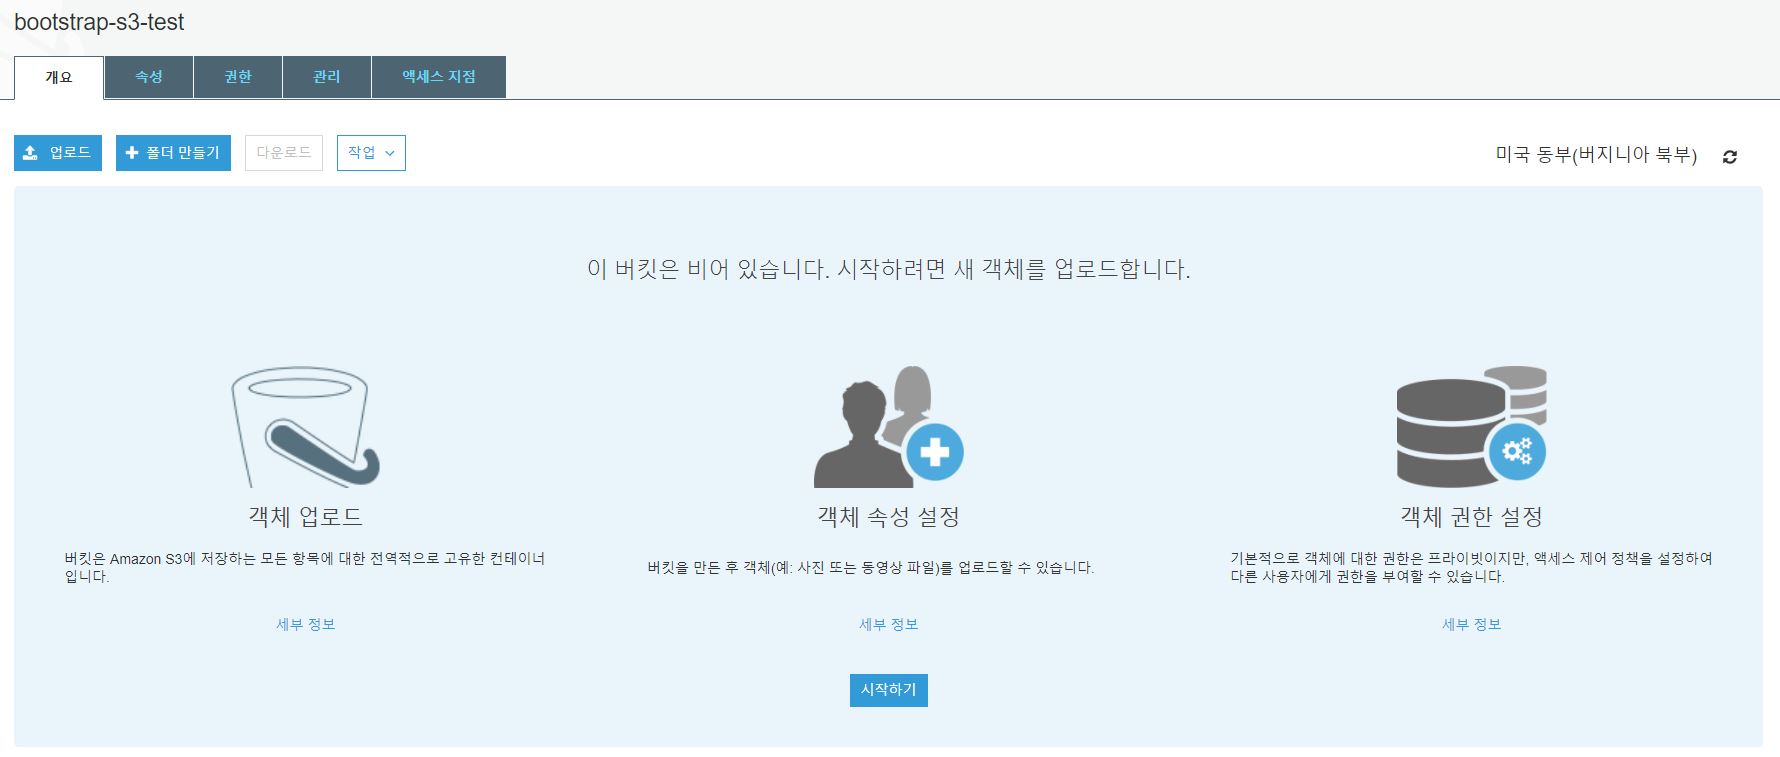 bootstrap-s3-test
개요 속성 권한 관리 액세스 지점
업로드 폴더 만들기 다운로드 작업 미국 동부(버지니아 북부)
이 버킷은 비어 있습니다. 시작하려면 새 객체를 업로드합니다.
객체 업로드
버킷은 Amazon S3에 저장하는 모든 항목에 대한 전역적으로 고유한 컨테이너
입니다.
세부 정보
객체 속성 설정
버킷을 만든 후 객체(예: 사진 또는 동영상 파일)를 업로드할 수 있습니다.
세부 정보
객체 권한 설정
기본적으로 객체에 대한 권한은 프라이빗이지만, 액세스 제어 정책을 설정하여
다른 사용자에게 권한을 부여할 수 있습니다.
세부 정보
시작하기